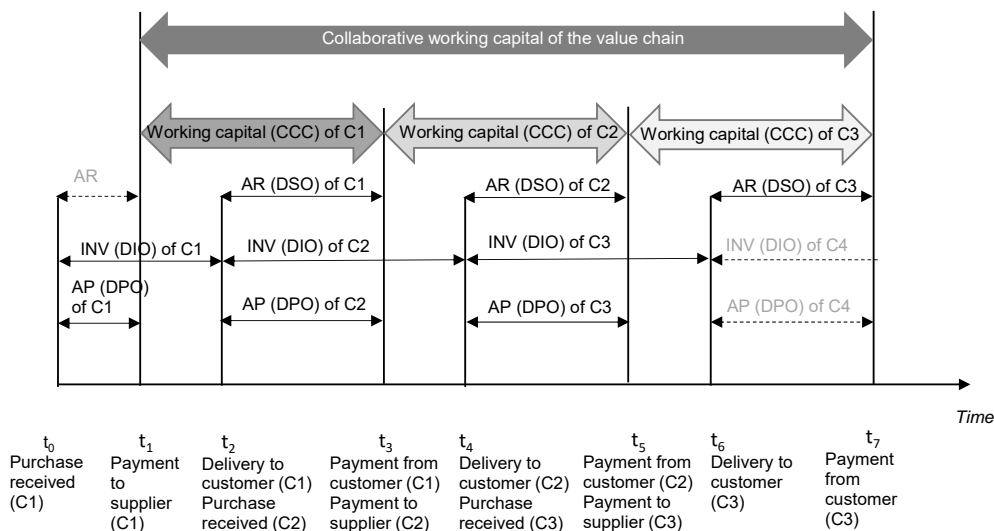 Collaborative working capital of the value chain
Working capital (CCC) of C1
Working capital (CCC) of C2
Working capital (CCC) of C3
AR
AR (DSO) of C1
AR (DSO) of C2
AR (DSO) of C3
INV (DIO) of C1
INV (DIO) of C2
INV (DIO) of C3
INV (DIO) of C4
AP (DPO)
of C1
AP (DPO) of C2
AP (DPO) of C3
AP (DPO) of C4
Time
t0
Purchase
received
(C1)
t1
Payment
to
supplier
(C1)
t2
Delivery to
customer (C1)
Purchase
received (C2)
t3
Payment from
customer (C1)
Payment to
supplier (C2)
t4
Delivery to
customer (C2)
Purchase
received (C3)
t5
Payment from
customer (C2)
Payment to
supplier (C3)
t6
Delivery to
customer
(C3)
t7
Payment
from
customer
(C3)